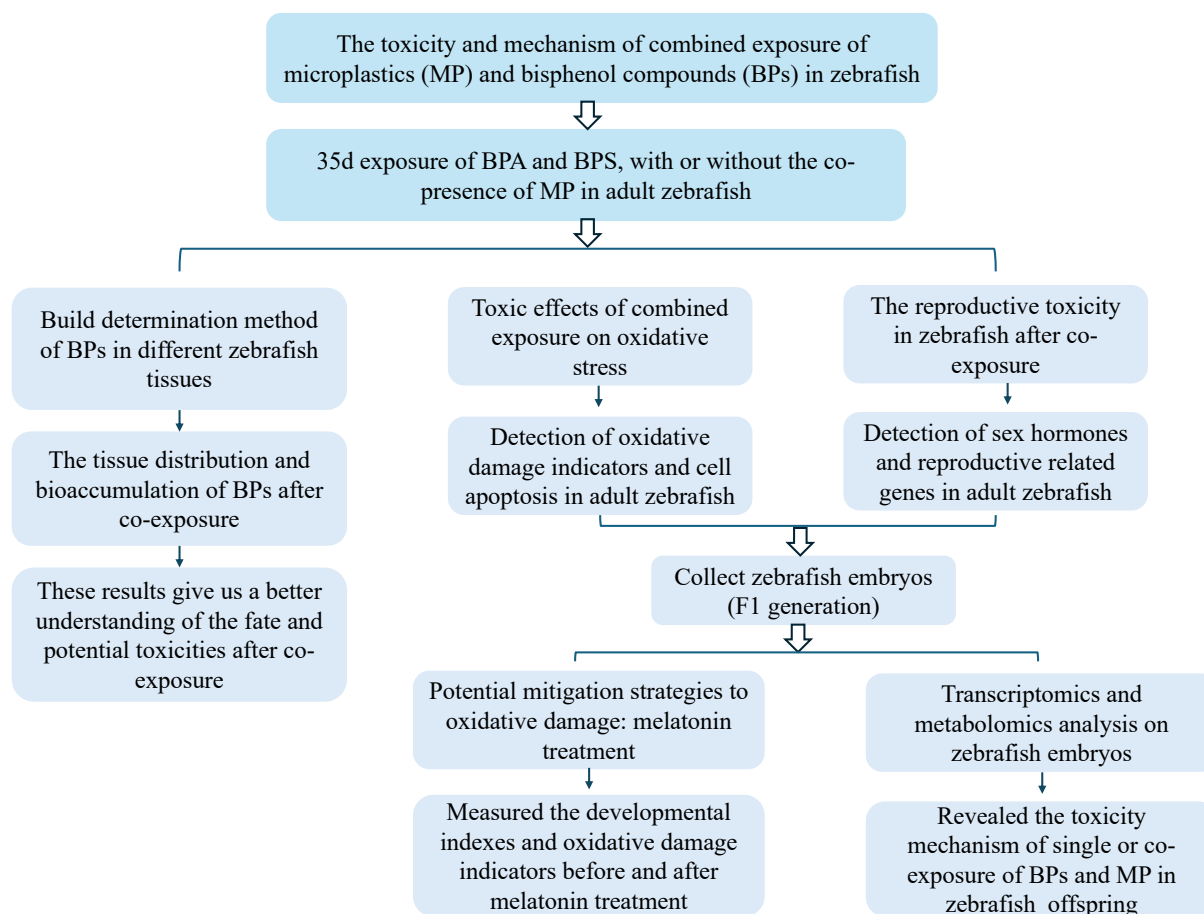 The toxicity and mechanism of combined exposure of
microplastics (MP) and bisphenol compounds (BPs) in zebrafish
35d exposure of BPA and BPS, with or without the co-
presence of MP in adult zebrafish
Build determination method
of BPs in different zebrafish
tissues
The tissue distribution and
bioaccumulation of BPs after
co-exposure
These results give us a better
understanding of the fate and
potential toxicities after co-
exposure
Toxic effects of combined
exposure on oxidative
stress
Detection of oxidative
damage indicators and cell
apoptosis in adult zebrafish
The reproductive toxicity
in zebrafish after co-
exposure
Detection of sex hormones
and reproductive related
genes in adult zebrafish
Collect zebrafish embryos
(F1 generation)
Potential mitigation strategies to
oxidative damage: melatonin
treatment
Measured the developmental
indexes and oxidative damage
indicators before and after
melatonin treatment
Transcriptomics and
metabolomics analysis on
zebrafish embryos
Revealed the toxicity
mechanism of single or co-
exposure of BPs and MP in
zebrafish offspring